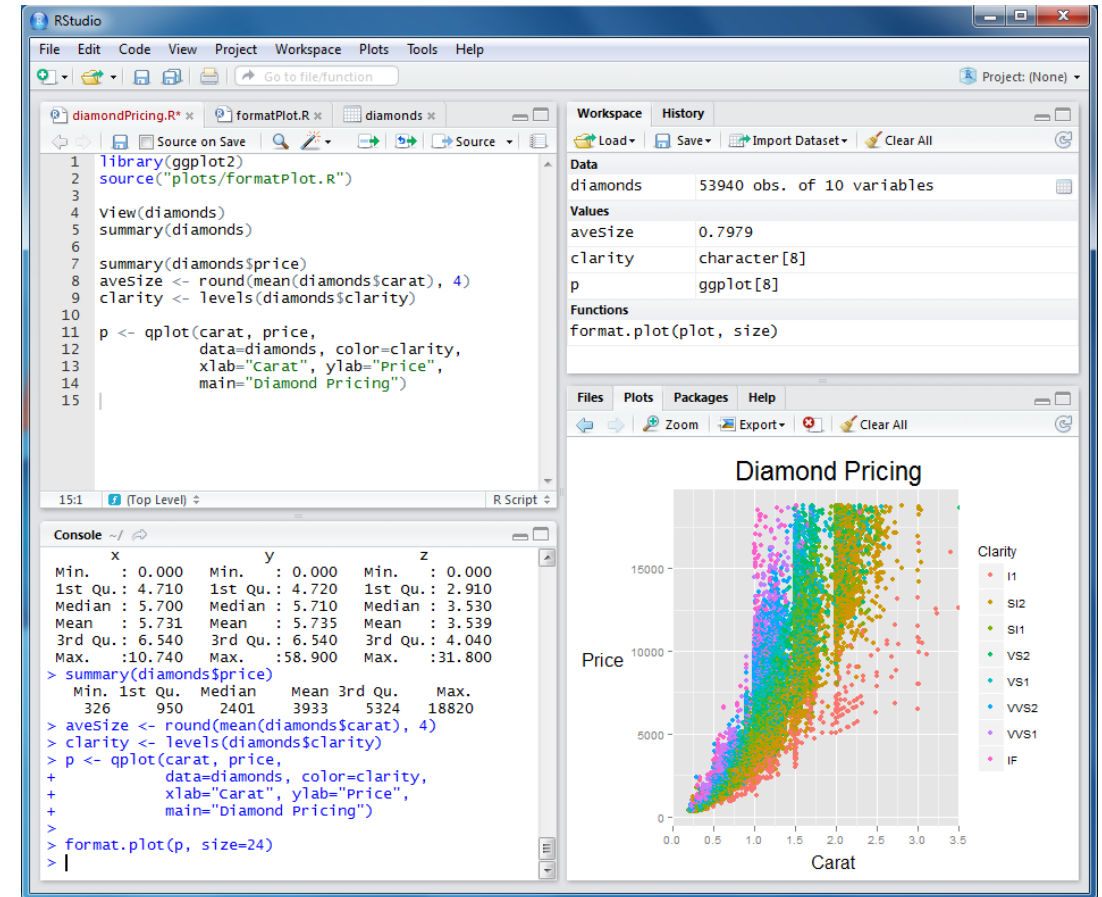 RStudio
File Edit Code View Project Workspace Plots Tools Help
Go to file/function
Project: (None)
diamondPricing.R* formatPlot.R diamonds
Source on Save Source
1 library(ggplot2)
2 source("plots/formatPlot.R")
3
4 View(diamonds)
5 summary(diamonds)
6
7 summary(diamonds$price)
8 aveSize <- round(mean(diamonds$carat), 4)
9 clarity <- levels(diamonds$clarity)
10
11 p <- qplot(carat, price,
12 data=diamonds, color=clarity,
13 xlab="Carat", ylab="Price",
14 main="Diamond Pricing")
15
15:1 (Top Level) R Script
Console ~/
x y z
Min. : 0.000 Min. : 0.000 Min. : 0.000
1st Qu.: 4.710 1st Qu.: 4.720 1st Qu.: 2.910
Median : 5.700 Median : 5.710 Median : 3.530
Mean : 5.731 Mean : 5.735 Mean : 3.539
3rd Qu.: 6.540 3rd Qu.: 6.540 3rd Qu.: 4.040
Max. :10.740 Max. :58.900 Max. :31.800
> summary(diamonds$price)
Min. 1st Qu. Median Mean 3rd Qu. Max.
326 950 2401 3933 5324 18820
> aveSize <- round(mean(diamonds$carat), 4)
> clarity <- levels(diamonds$clarity)
> p <- qplot(carat, price,
+ data=diamonds, color=clarity,
+ xlab="Carat", ylab="Price",
+ main="Diamond Pricing")
>
> format.plot(p, size=24)
>
Workspace History
Load Save Import Dataset Clear All
Data
diamonds 53940 obs. of 10 variables
Values
aveSize 0.7979
clarity character[8]
p ggplot[8]
Functions
format.plot(plot, size)
Files Plots Packages Help
Zoom Export Clear All
Diamond Pricing
Price
15000
10000
5000
0
0.0 0.5 1.0 1.5 2.0 2.5 3.0 3.5
Carat
Clarity
I1
SI2
SI1
VS2
VS1
VVS2
VVS1
IF